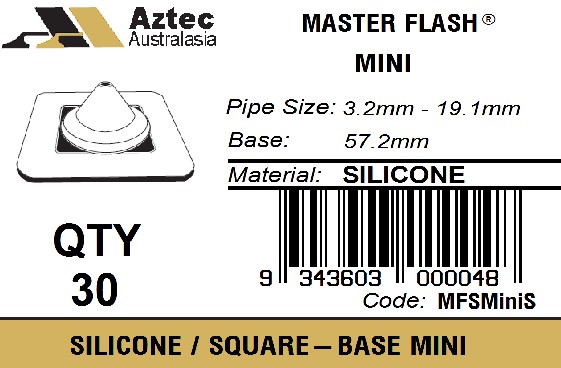 Aztec
Australasia
MASTER FLASH®
MINI
Pipe Size: 3.2mm - 19.1mm
Base: 57.2mm
Material: SILICONE
QTY
30
9 343603 000048
Code: MFSMiniS
SILICONE / SQUARE – BASE MINI